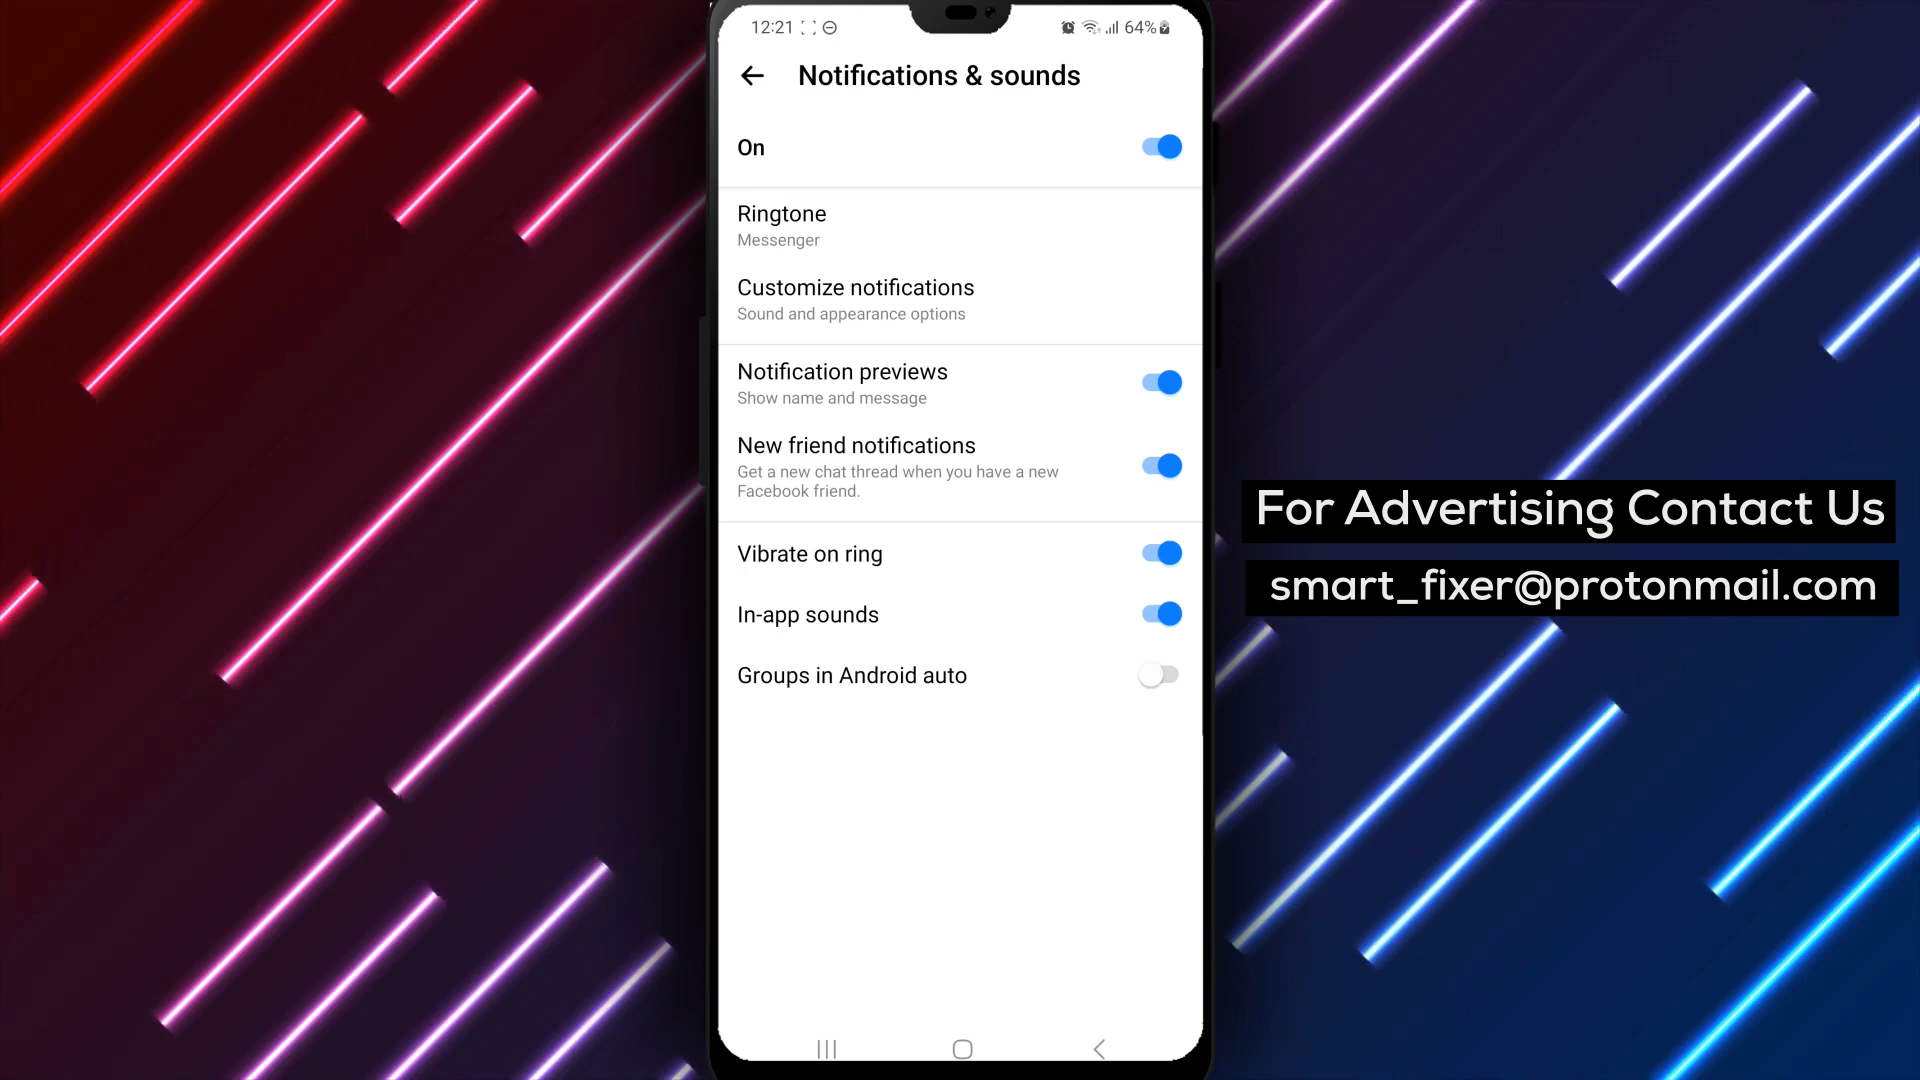 12:21
64%
Notifications & sounds
On
Ringtone
Messenger
Customize notifications
Sound and appearance options
Notification previews
Show name and message
New friend notifications
Get a new chat thread when you have a new
Facebook friend.
Vibrate on ring
In-app sounds
Groups in Android auto
For Advertising Contact Us
smart_fixer@protonmail.com